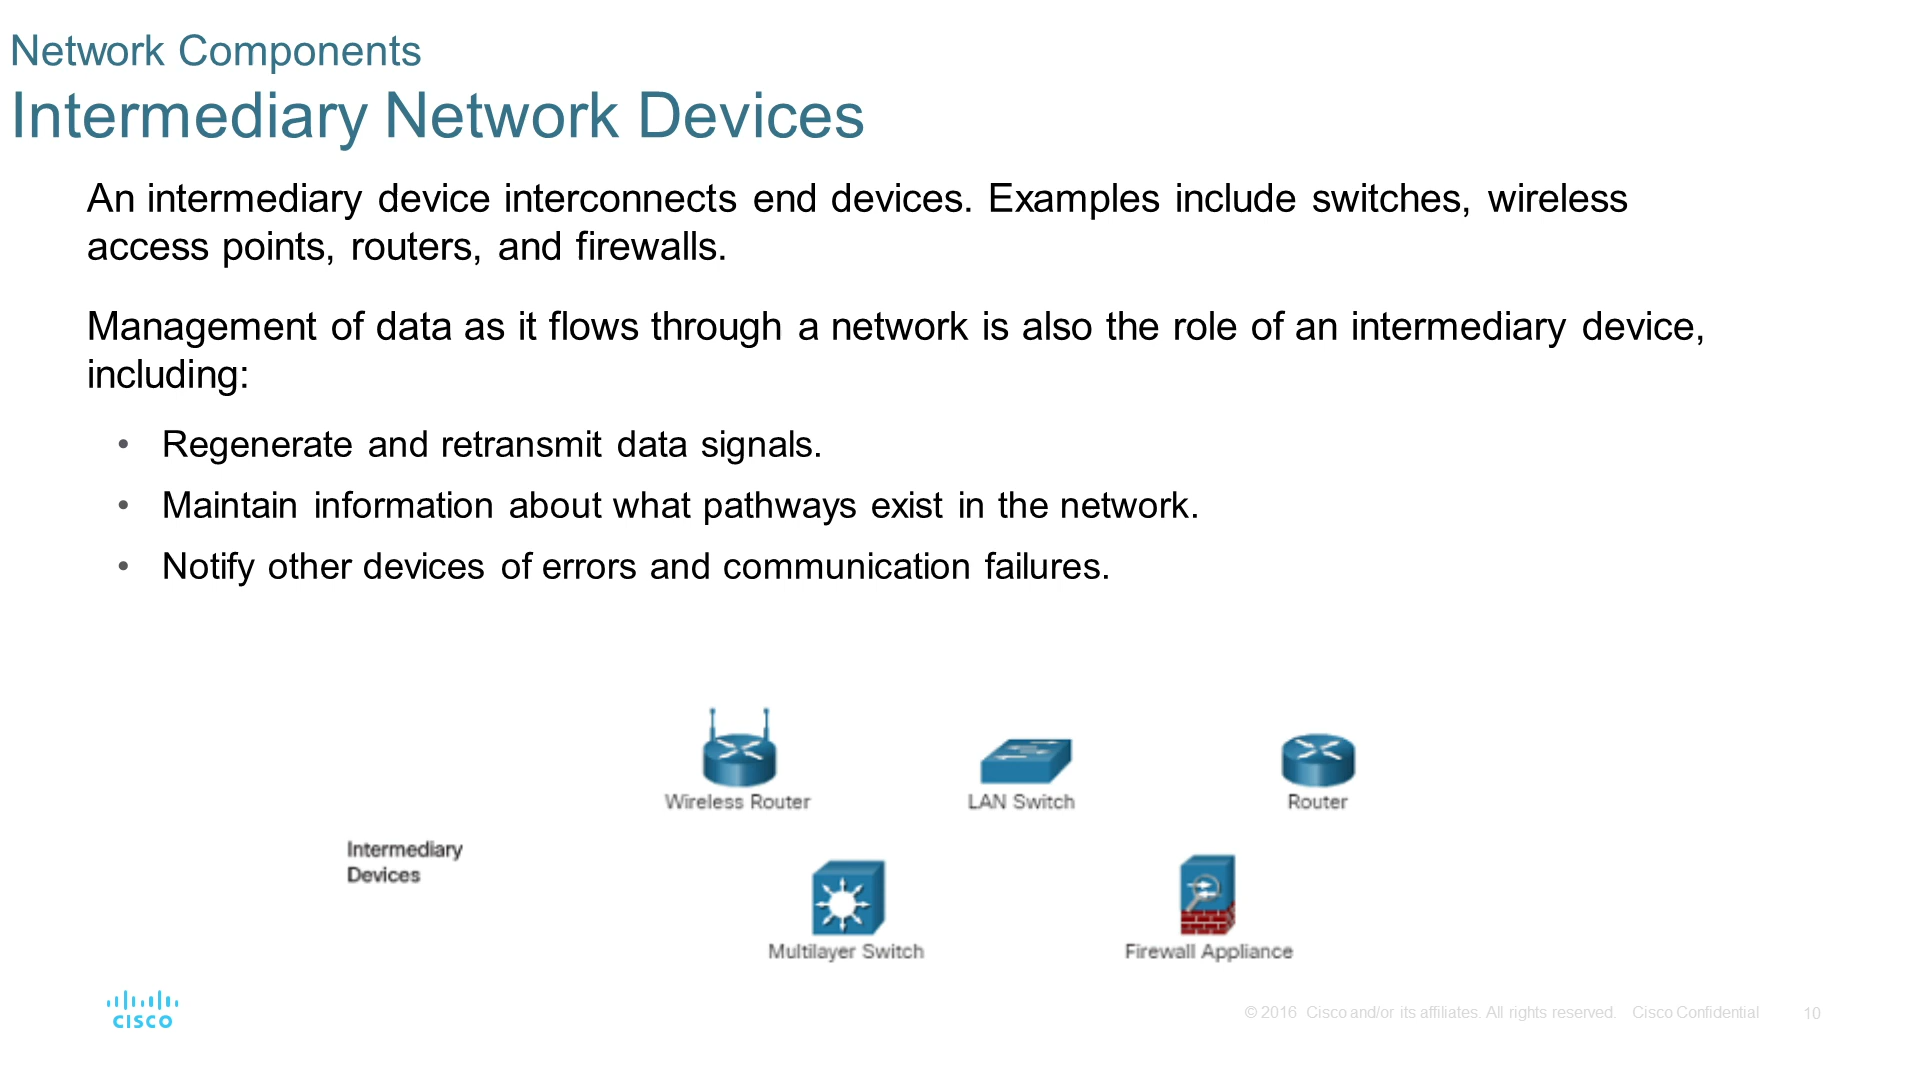 Network Components
Intermediary Network Devices
An intermediary device interconnects end devices. Examples include switches, wireless
access points, routers, and firewalls.
Management of data as it flows through a network is also the role of an intermediary device,
including:
• Regenerate and retransmit data signals.
• Maintain information about what pathways exist in the network.
• Notify other devices of errors and communication failures.
Wireless Router
LAN Switch
Router
Intermediary
Devices
Multilayer Switch
Firewall Appliance
CISCO
© 2016 Cisco and/or its affiliates. All rights reserved. Cisco Confidential
10